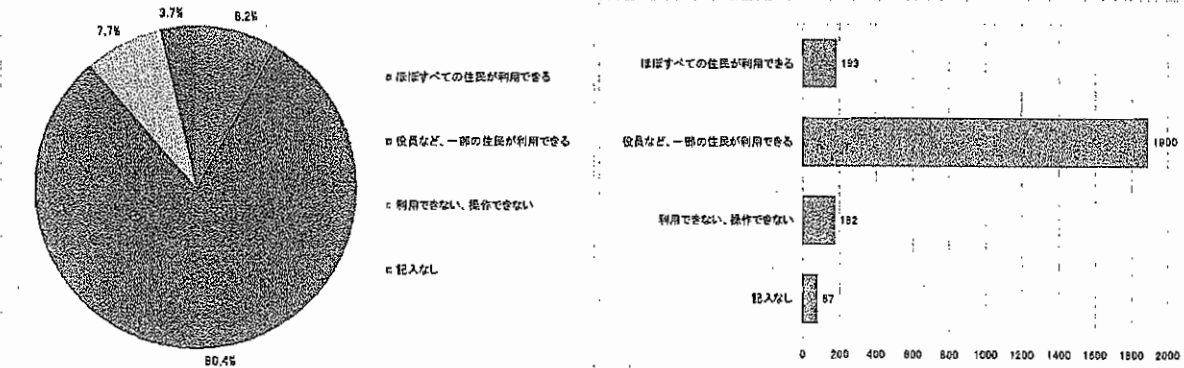 3.7%
8.2%
7.7%
80.4%
ほぼすべての住民が利用できる
役員など、一部の住民が利用できる
利用できない、操作できない
記入なし
ほぼすべての住民が利用できる
193
役員など、一部の住民が利用できる
1900
利用できない、操作できない
182
記入なし
87
0 200 400 600 800 1000 1200 1400 1600 1800 2000